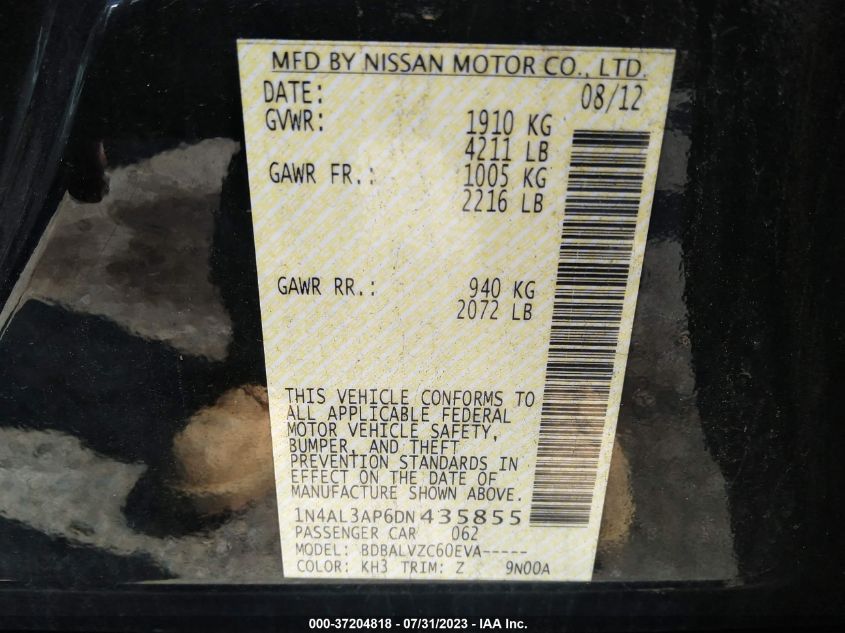 MFD BY NISSAN MOTOR CO., LTD.
DATE: 08/12
GVWR: 1910 KG
4211 LB
GAWR FR.: 1005 KG
2216 LB
GAWR RR.: 940 KG
2072 LB
THIS VEHICLE CONFORMS TO
ALL APPLICABLE FEDERAL
MOTOR VEHICLE SAFETY,
BUMPER, AND THEFT
PREVENTION STANDARDS IN
EFFECT ON THE DATE OF
MANUFACTURE SHOWN ABOVE.
1N4AL3AP6DN435855
PASSENGER CAR 062
MODEL: BDBALVZC60EVA-----
COLOR: KH3 TRIM: Z 9N00A
000-37204818 - 07/31/2023 - IAA Inc.